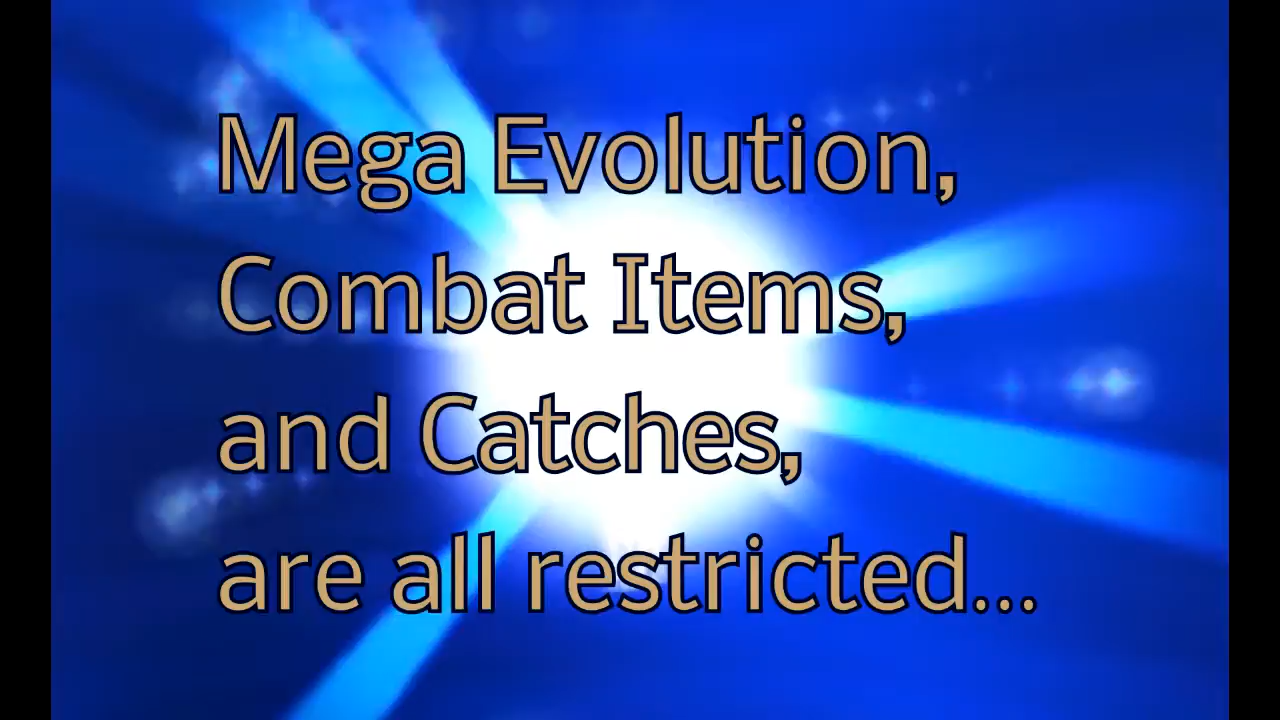 Mega Evolution,
Combat Items,
and Catches,
are all restricted...